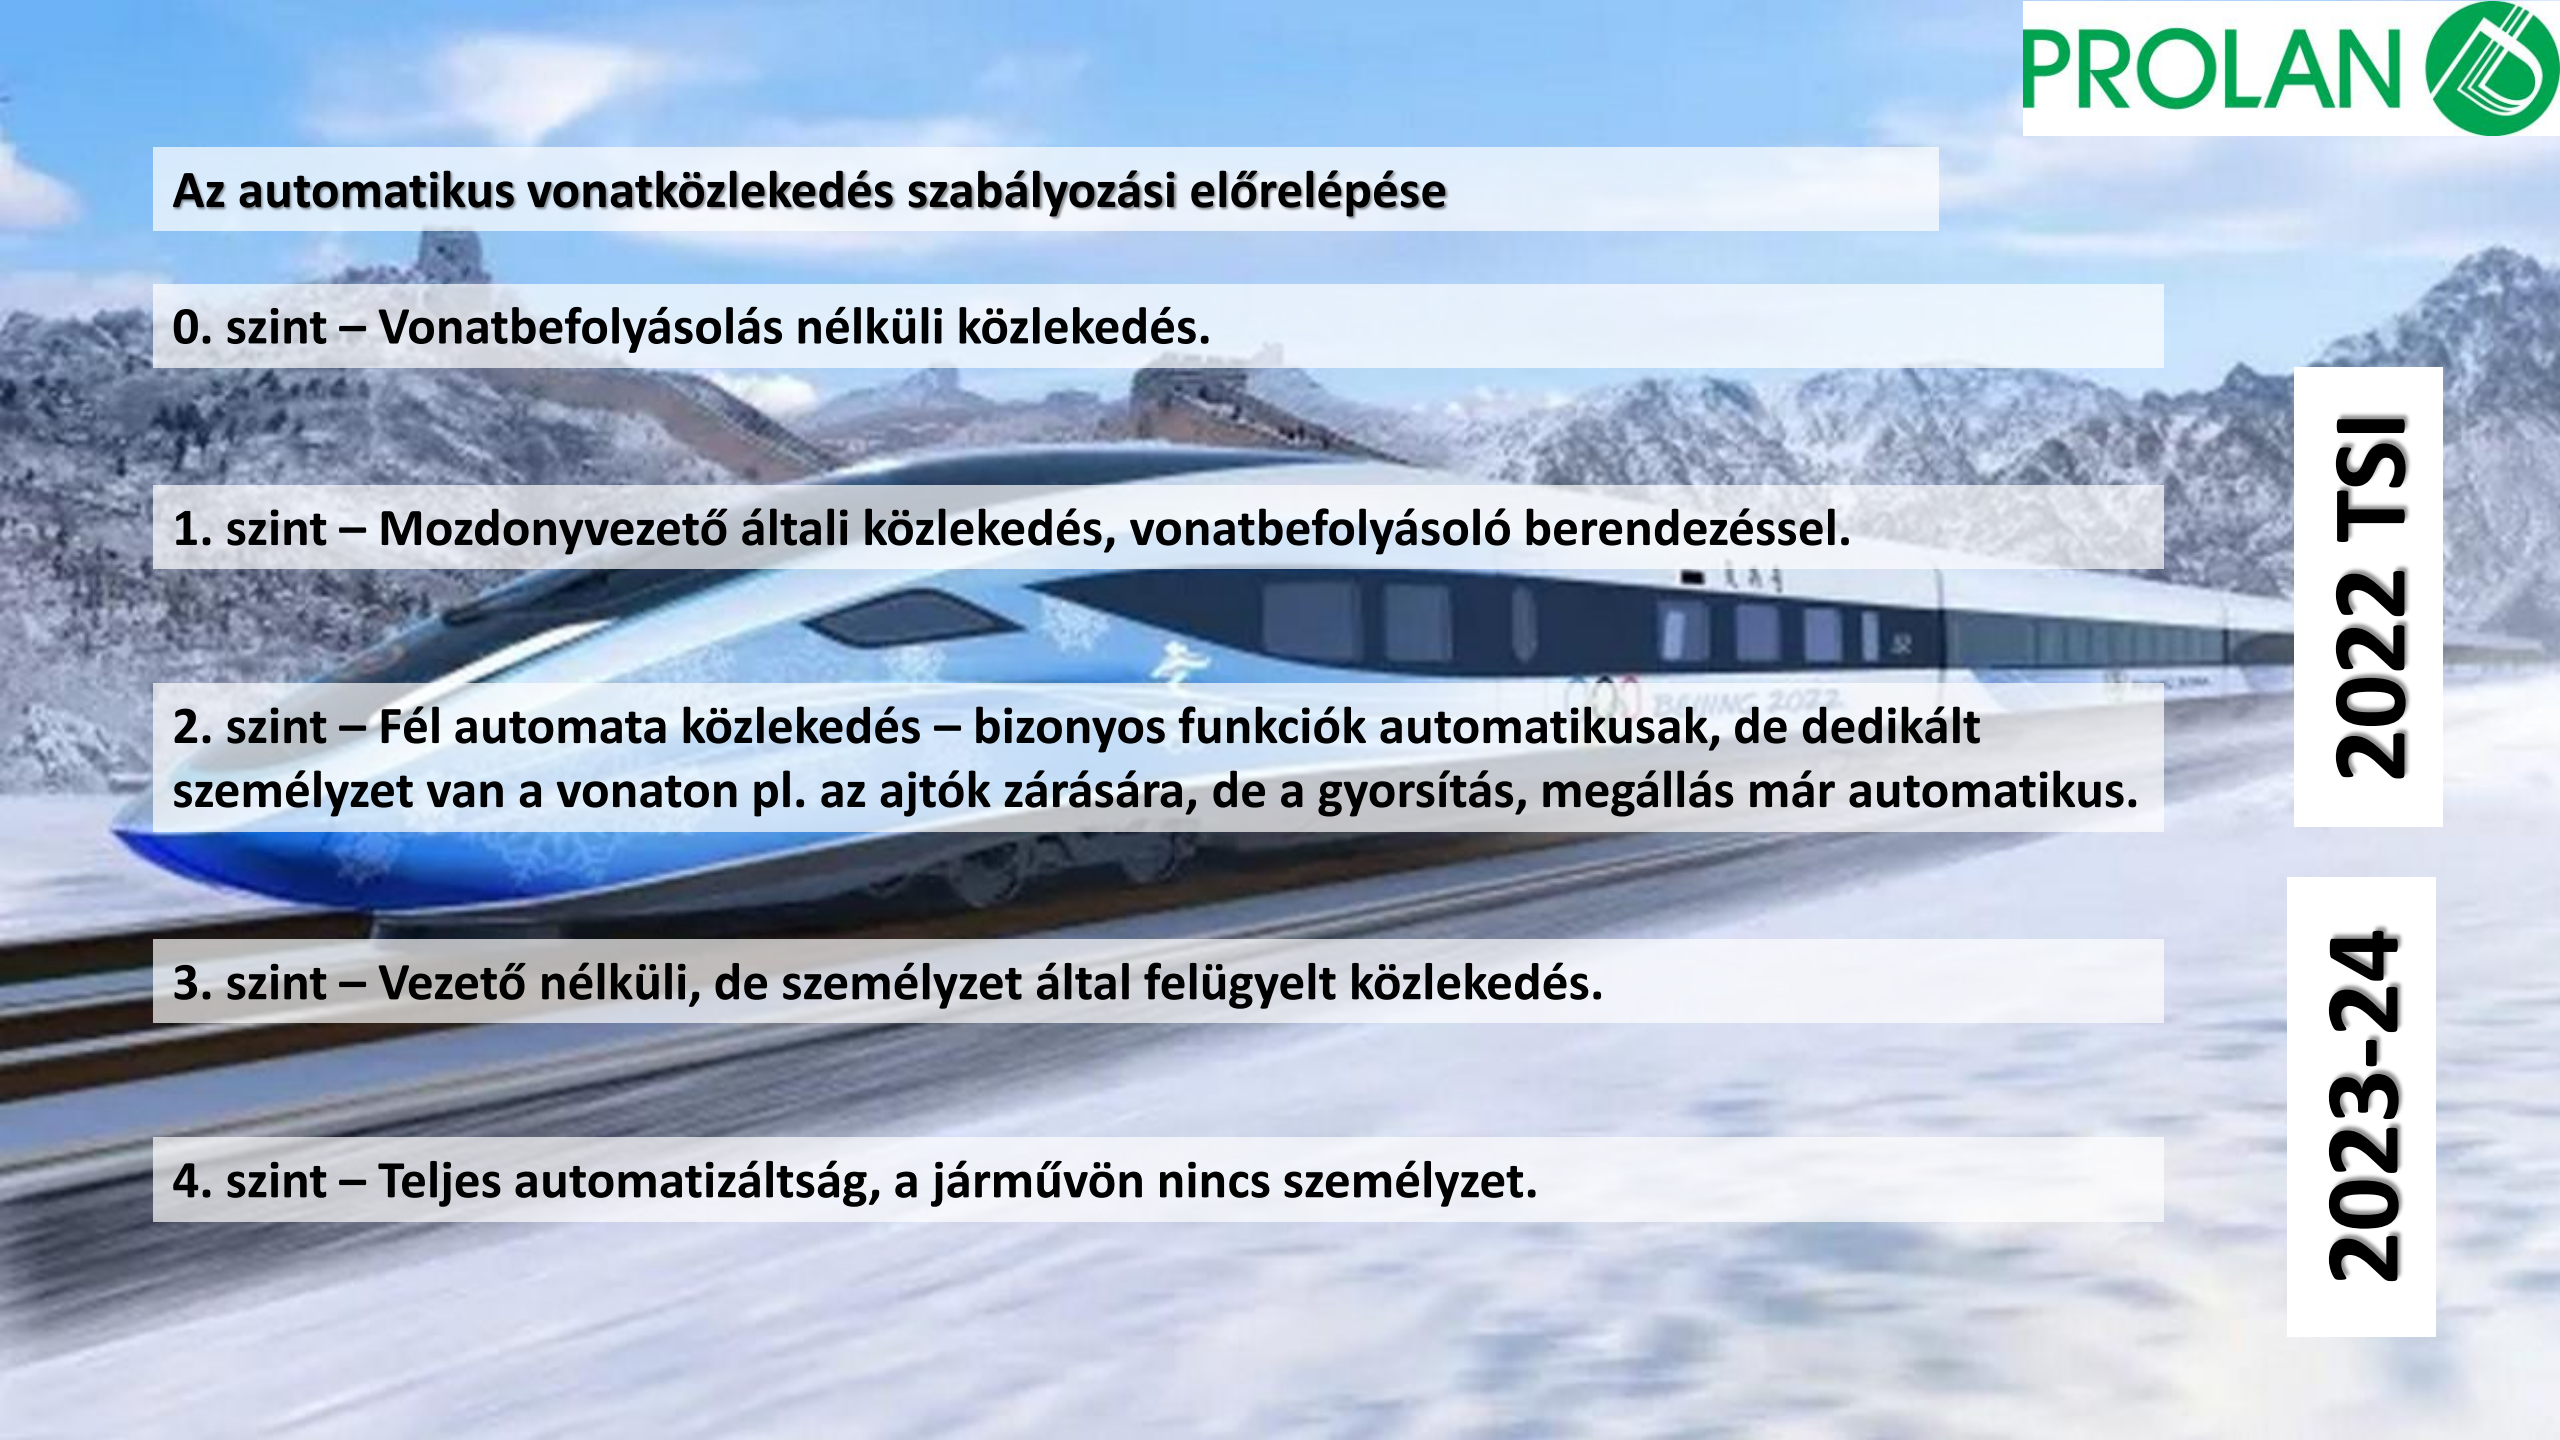 PROLAN
Az automatikus vonatközlekedés szabályozási előrelépése
0. szint – Vonatbefolyásolás nélküli közlekedés.
1. szint – Mozdonyvezető általi közlekedés, vonatbefolyásoló berendezéssel.
2. szint – Fél automata közlekedés – bizonyos funkciók automatikusak, de dedikált
személyzet van a vonaton pl. az ajtók zárására, de a gyorsítás, megállás már automatikus.
3. szint – Vezető nélküli, de személyzet által felügyelt közlekedés.
4. szint – Teljes automatizáltság, a járművön nincs személyzet.
2022 TSI
2023-24
BEIJING 2022